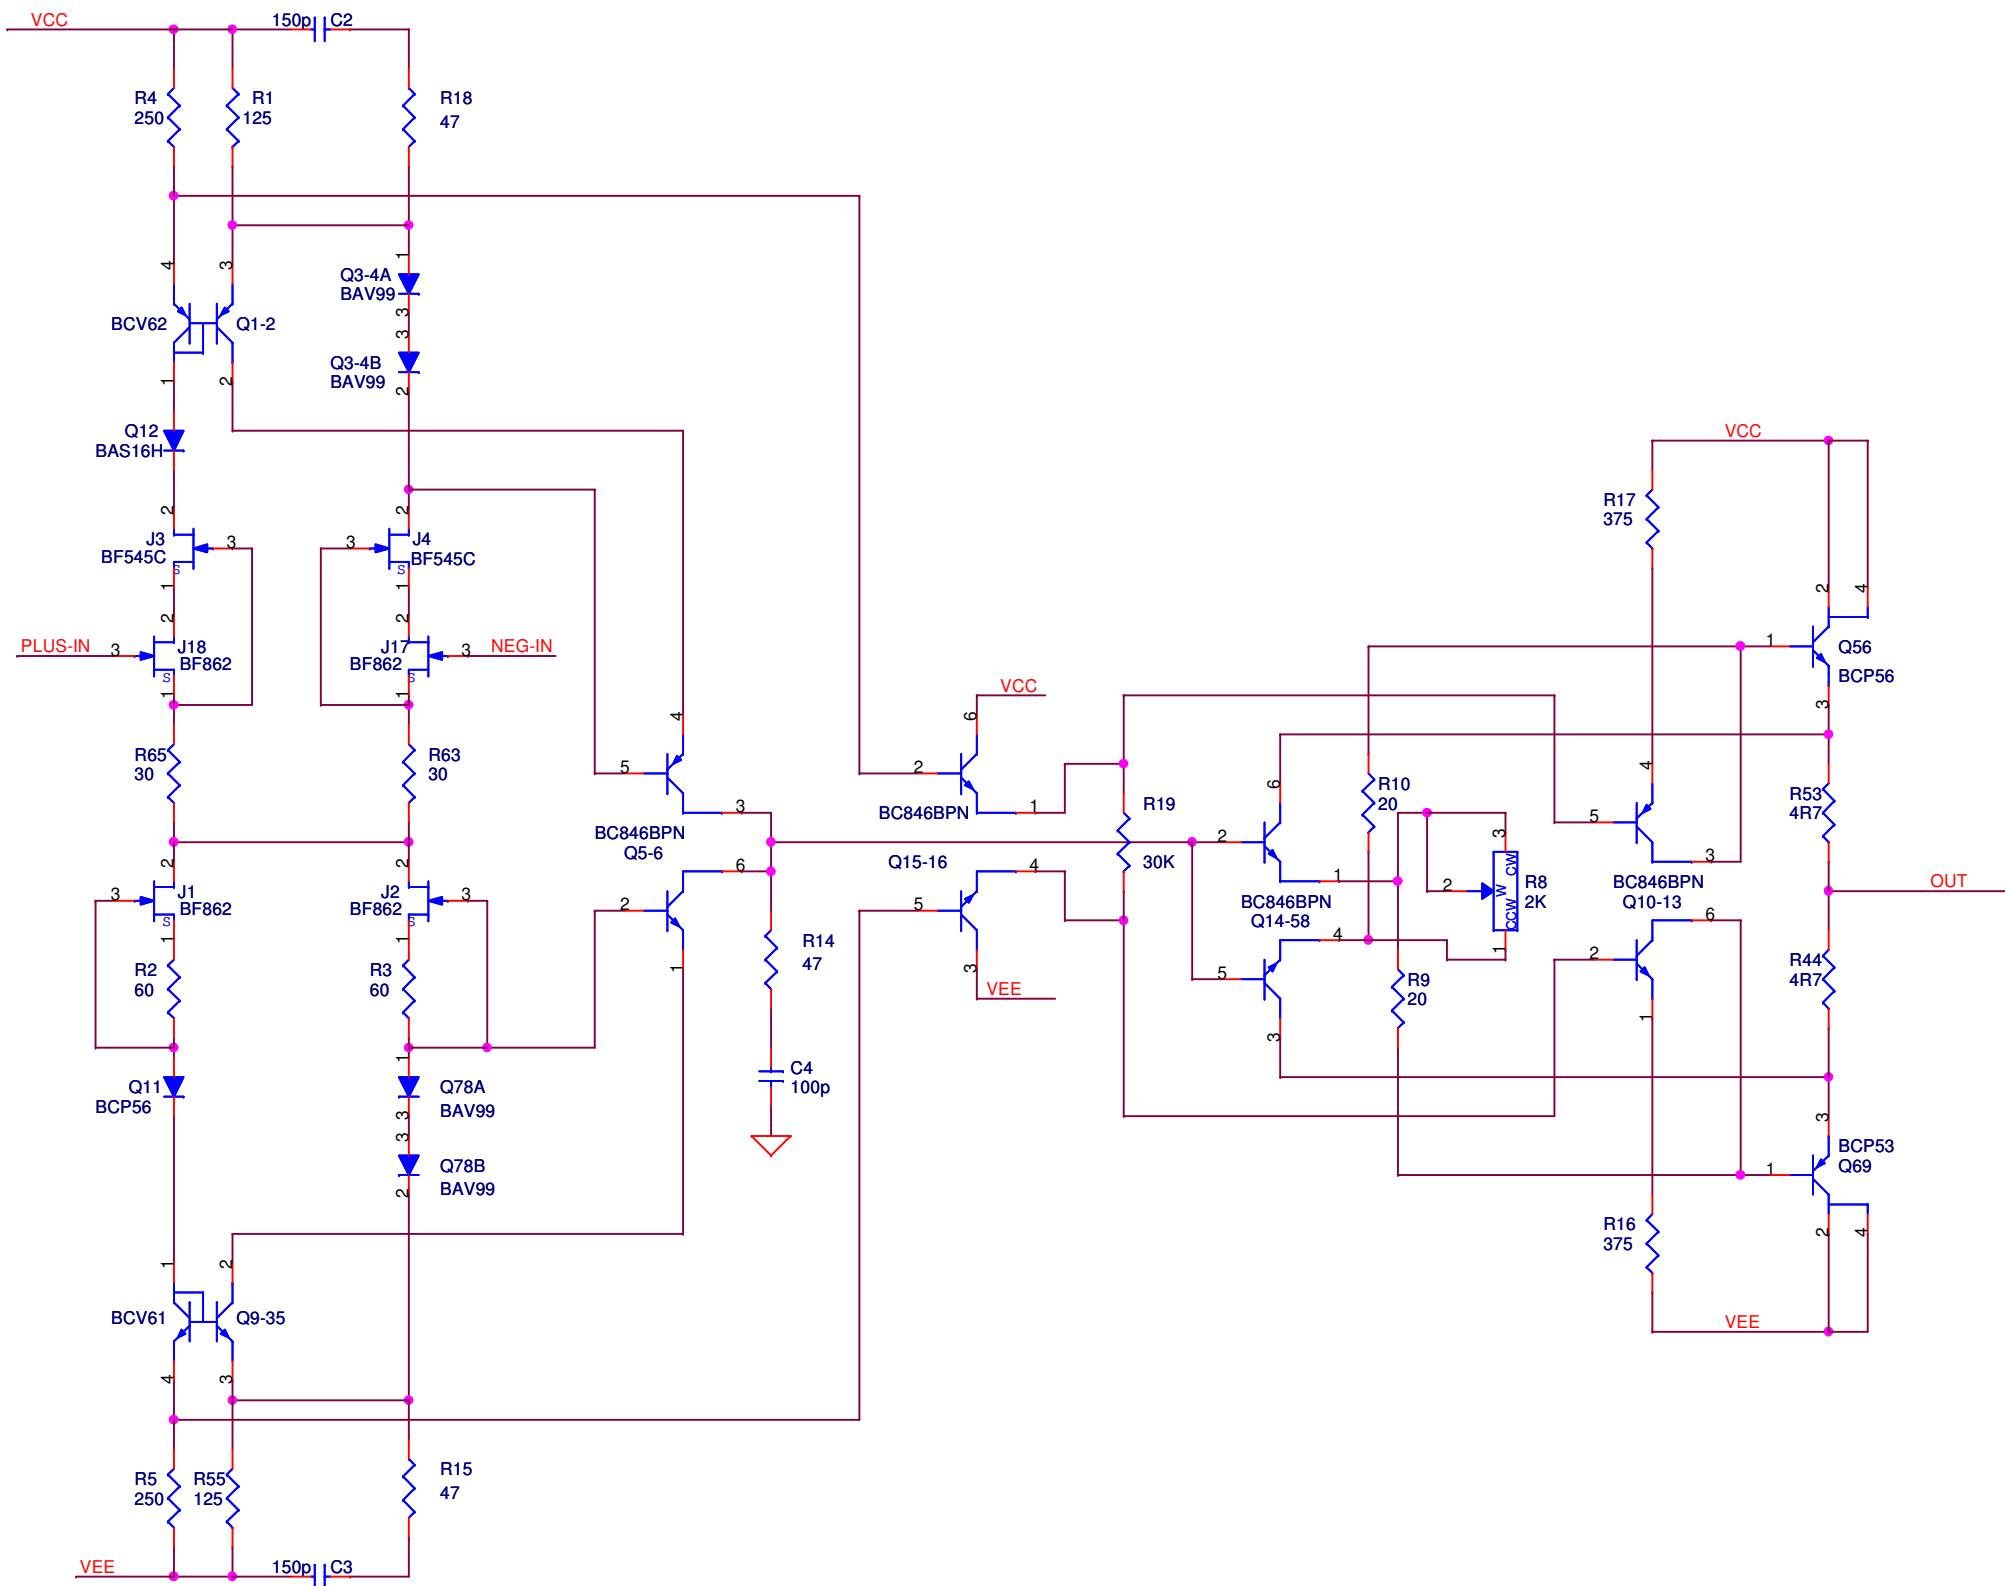 VCC
150p C2
R4
250
R1
125
R18
47
4
3
1
Q3-4A
BAV99
3
BCV62
Q1-2
3
Q3-4B
BAV99
1
2
2
Q12
BAS16H
VCC
2
2
R17
375
J3
BF545C
3
S
1
3
J4
BF545C
S
1
2
4
2
2
1
Q56
BCP56
PLUS-IN
3
J18
BF862
S
1
J17
BF862
3
NEG-IN
S
1
VCC
4
6
3
R65
30
R63
30
5
2
4
6
R10
20
R53
4R7
3
BC846BPN
1
R19
5
3
BC846BPN
Q5-6
2
3
2
2
6
Q15-16
4
30K
1
3
CW
W
CCW
2
1
R8
2K
BC846BPN
Q10-13
OUT
3
J1
BF862
S
1
J2
BF862
3
S
1
2
5
BC846BPN
Q14-58
4
6
R2
60
R3
60
1
R14
47
3
VEE
5
3
R9
20
2
1
R44
4R7
1
Q11
BCP56
Q78A
BAV99
3
C4
100p
3
3
Q78B
BAV99
2
1
BCP53
Q69
1
2
R16
375
2
4
BCV61
Q9-35
VEE
4
3
R5
250
R55
125
R15
47
VEE
150p C3